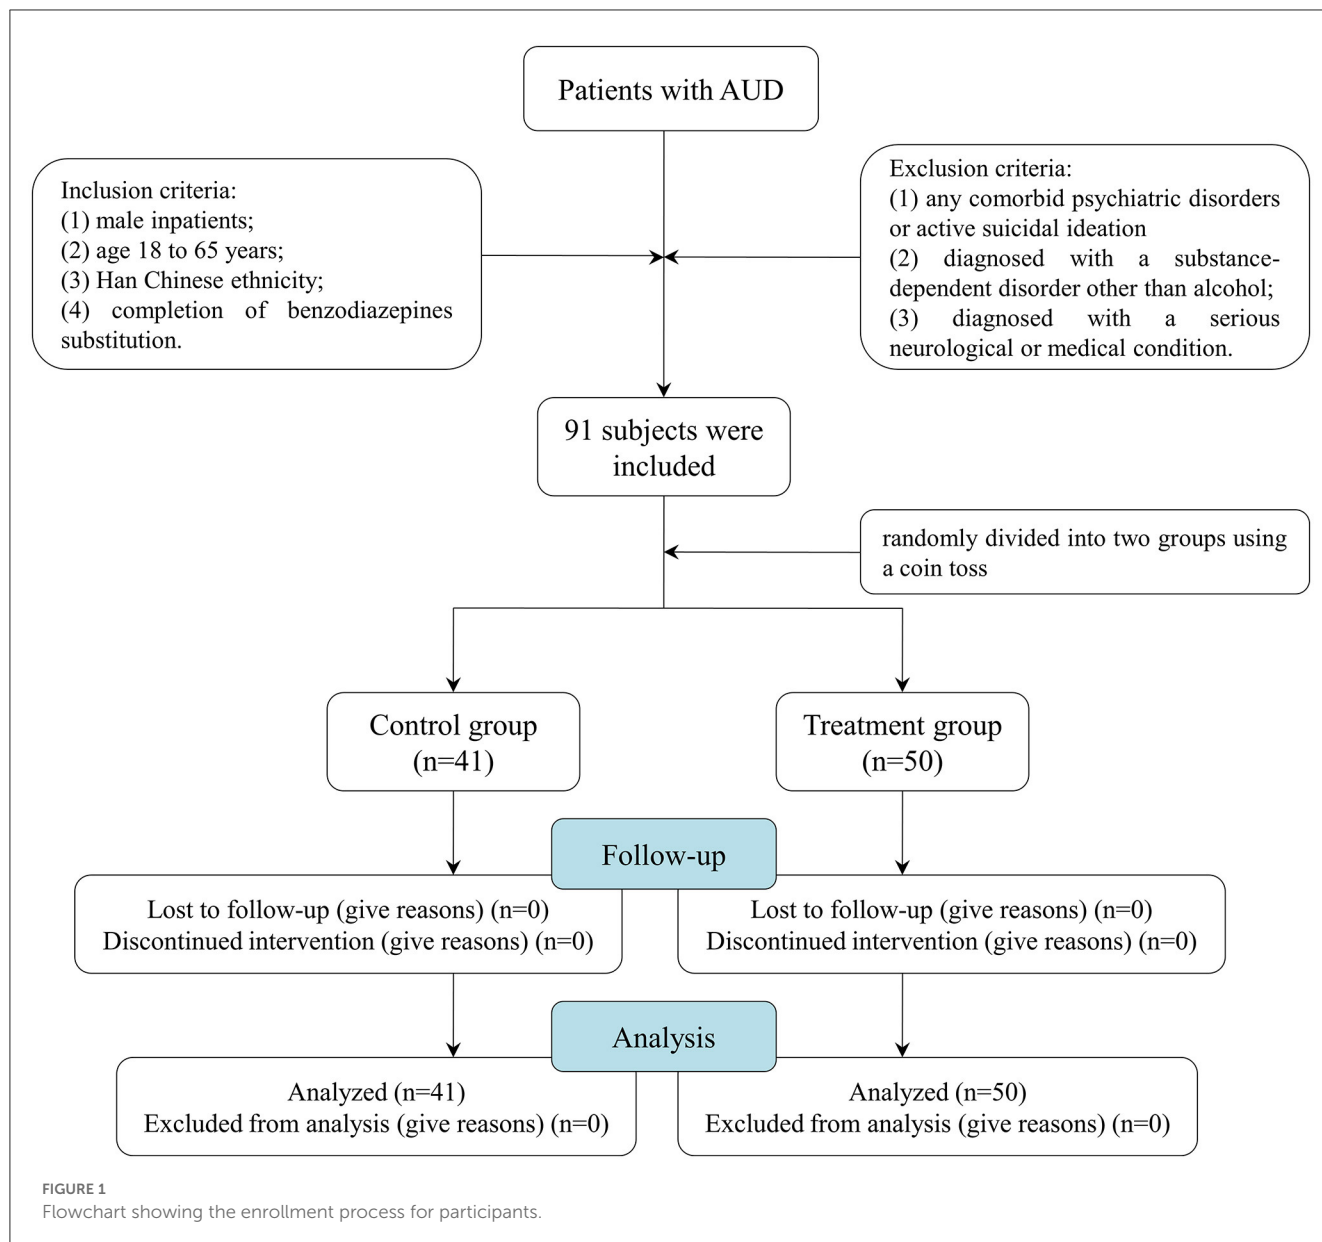 Patients with AUD
Inclusion criteria:
(1) male inpatients;
(2) age 18 to 65 years;
(3) Han Chinese ethnicity;
(4) completion of benzodiazepines
substitution.
Exclusion criteria:
(1) any comorbid psychiatric disorders
or active suicidal ideation
(2) diagnosed with a substance-
dependent disorder other than alcohol;
(3) diagnosed with a serious
neurological or medical condition.
91 subjects were
included
randomly divided into two groups using
a coin toss
Control group
(n=41)
Treatment group
(n=50)
Follow-up
Lost to follow-up (give reasons) (n=0)
Discontinued intervention (give reasons) (n=0)
Lost to follow-up (give reasons) (n=0)
Discontinued intervention (give reasons) (n=0)
Analysis
Analyzed (n=41)
Excluded from analysis (give reasons) (n=0)
Analyzed (n=50)
Excluded from analysis (give reasons) (n=0)
FIGURE 1
Flowchart showing the enrollment process for participants.